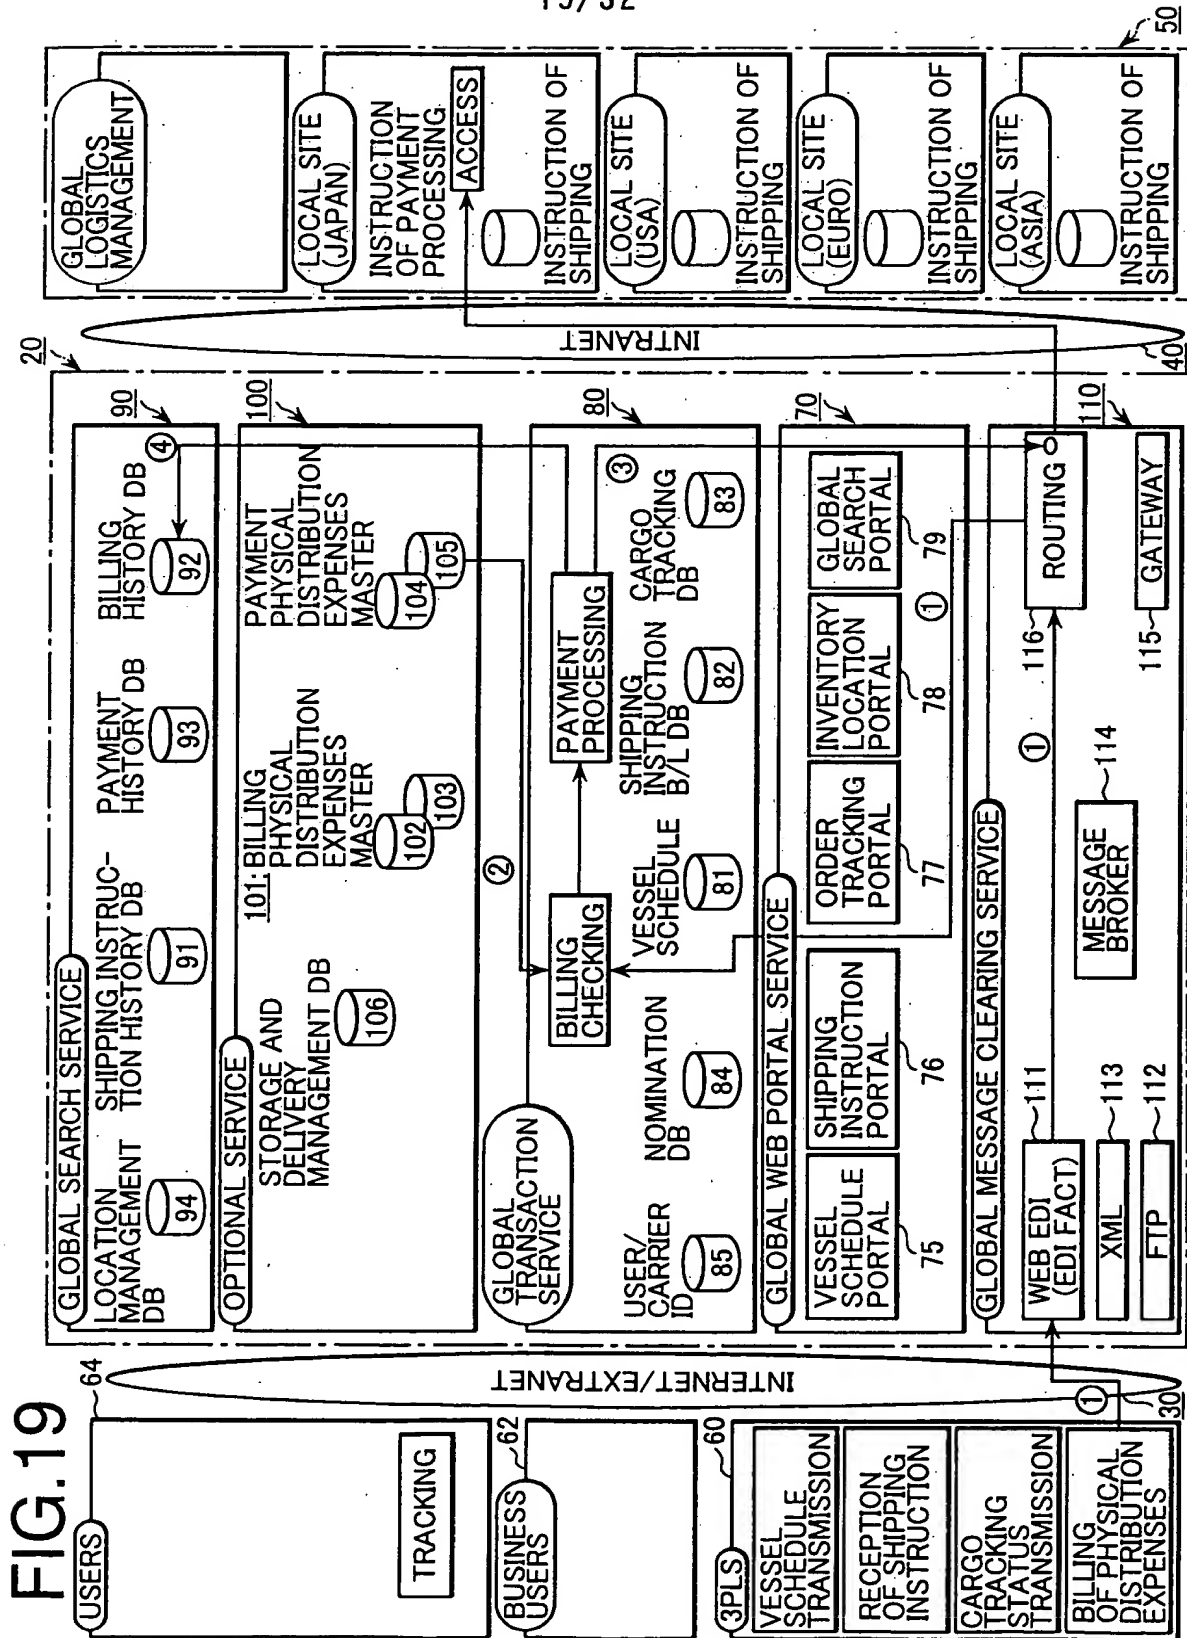 19/32
FIG.19
USERS
64
TRACKING
BUSINESS
USERS
62
3PLS
60
VESSEL
SCHEDULE
TRANSMISSION
RECEPTION
OF SHIPPING
INSTRUCTION
CARGO
TRACKING
STATUS
TRANSMISSION
BILLING
OF PHYSICAL
DISTRIBUTION
EXPENSES
INTERNET/EXTRANET
①
30
20
GLOBAL SEARCH SERVICE
90
LOCATION
MANAGEMENT
DB
94
SHIPPING INSTRUC-
TION HISTORY DB
91
PAYMENT
HISTORY DB
93
BILLING
HISTORY DB
92
④
OPTIONAL SERVICE
100
STORAGE AND
DELIVERY
MANAGEMENT DB
106
101: BILLING
PHYSICAL
DISTRIBUTION
EXPENSES
MASTER
102
103
PAYMENT
PHYSICAL
DISTRIBUTION
EXPENSES
MASTER
104
105
②
GLOBAL
TRANSACTION
SERVICE
80
BILLING
CHECKING
PAYMENT
PROCESSING
③
USER/
CARRIER
ID
85
NOMINATION
DB
84
VESSEL
SCHEDULE
81
SHIPPING
INSTRUCTION
B/L DB
82
CARGO
TRACKING
DB
83
GLOBAL WEB PORTAL SERVICE
70
VESSEL
SCHEDULE
PORTAL
75
SHIPPING
INSTRUCTION
PORTAL
76
ORDER
TRACKING
PORTAL
77
INVENTORY
LOCATION
PORTAL
78
GLOBAL
SEARCH
PORTAL
79
①
GLOBAL MESSAGE CLEARING SERVICE
110
WEB EDI
(EDI FACT)
111
XML
113
FTP
112
MESSAGE
BROKER
114
①
ROUTING
116
GATEWAY
115
INTRANET
40
50
GLOBAL
LOGISTICS
MANAGEMENT
LOCAL SITE
(JAPAN)
INSTRUCTION
OF PAYMENT
PROCESSING
ACCESS
INSTRUCTION OF
SHIPPING
LOCAL SITE
(USA)
INSTRUCTION OF
SHIPPING
LOCAL SITE
(EURO)
INSTRUCTION OF
SHIPPING
LOCAL SITE
(ASIA)
INSTRUCTION OF
SHIPPING